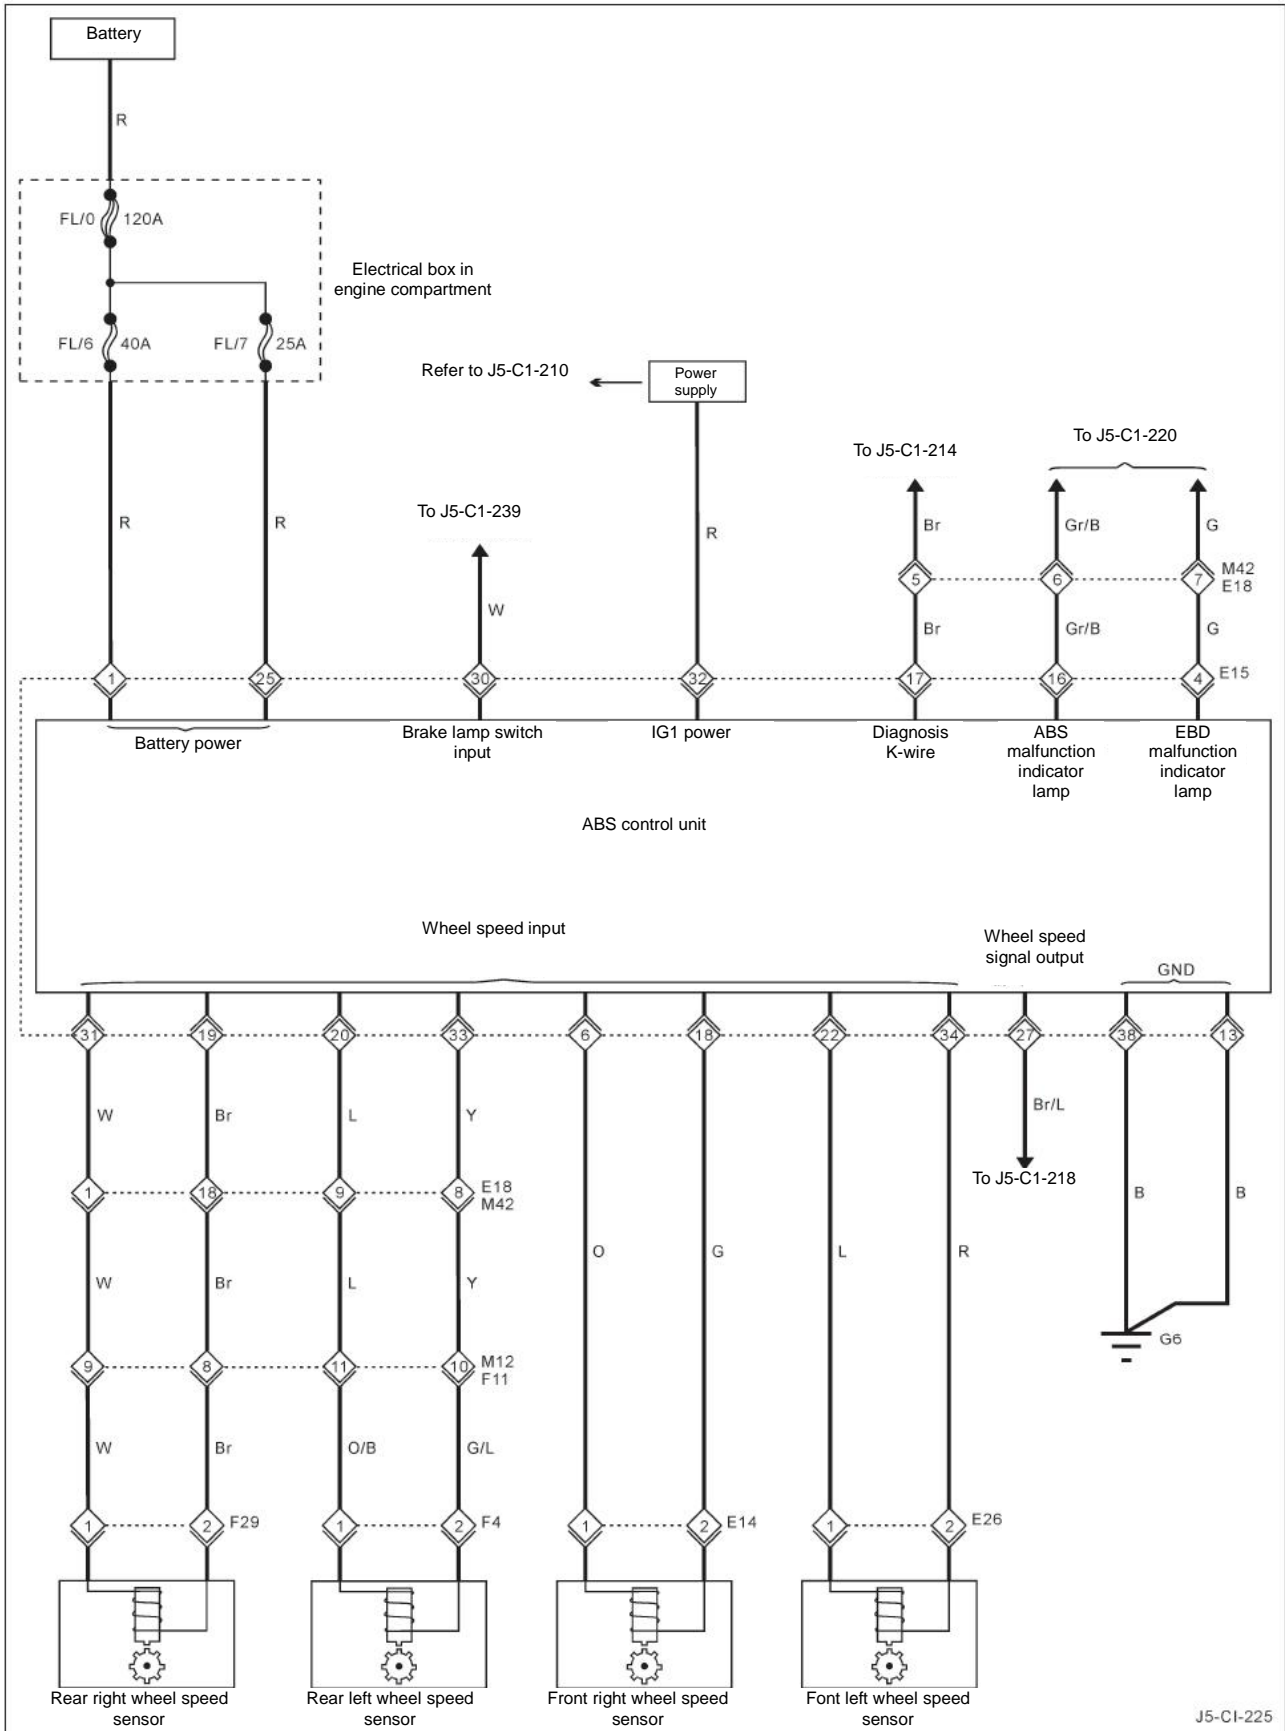 Battery
R
FL/0 120A
Electrical box in
engine compartment
FL/6 40A FL/7 25A
Refer to J5-C1-210
Power
supply
To J5-C1-214
To J5-C1-220
To J5-C1-239
R R R Br Gr/B G
5 6 7 M42
E18
W
Br Gr/B G
1 25 30 32 17 16 4 E15
Battery power
Brake lamp switch
input
IG1 power
Diagnosis
K-wire
ABS
malfunction
indicator
lamp
EBD
malfunction
indicator
lamp
ABS control unit
Wheel speed input
Wheel speed
signal output
GND
31 19 20 33 6 18 22 34 27 38 13
W Br L Y Br/L
To J5-C1-218
1 18 9 8 E18
M42
B B
O G L R
W Br L Y
G6
9 8 11 10 M12
F11
W Br O/B G/L
1 2 F29 1 2 F4 1 2 E14 1 2 E26
Rear right wheel speed
sensor
Rear left wheel speed
sensor
Front right wheel speed
sensor
Font left wheel speed
sensor
J5-CI-225